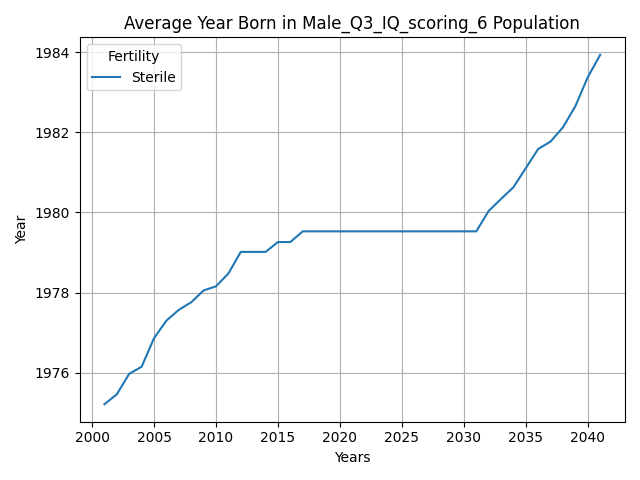 Average Year Born in Male_Q3_IQ_scoring_6 Population
Fertility
Sterile
Year
1984
1982
1980
1978
1976
2000 2005 2010 2015 2020 2025 2030 2035 2040
Years